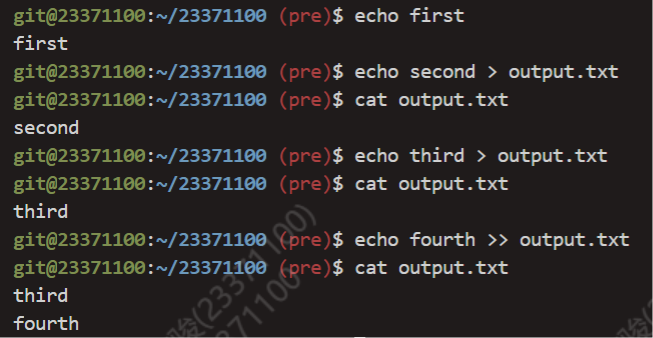 git@23371100:~/23371100 (pre)$ echo first
first
git@23371100:~/23371100 (pre)$ echo second > output.txt
git@23371100:~/23371100 (pre)$ cat output.txt
second
git@23371100:~/23371100 (pre)$ echo third > output.txt
git@23371100:~/23371100 (pre)$ cat output.txt
third
git@23371100:~/23371100 (pre)$ echo fourth >> output.txt
git@23371100:~/23371100 (pre)$ cat output.txt
third
fourth
骏(23371100)